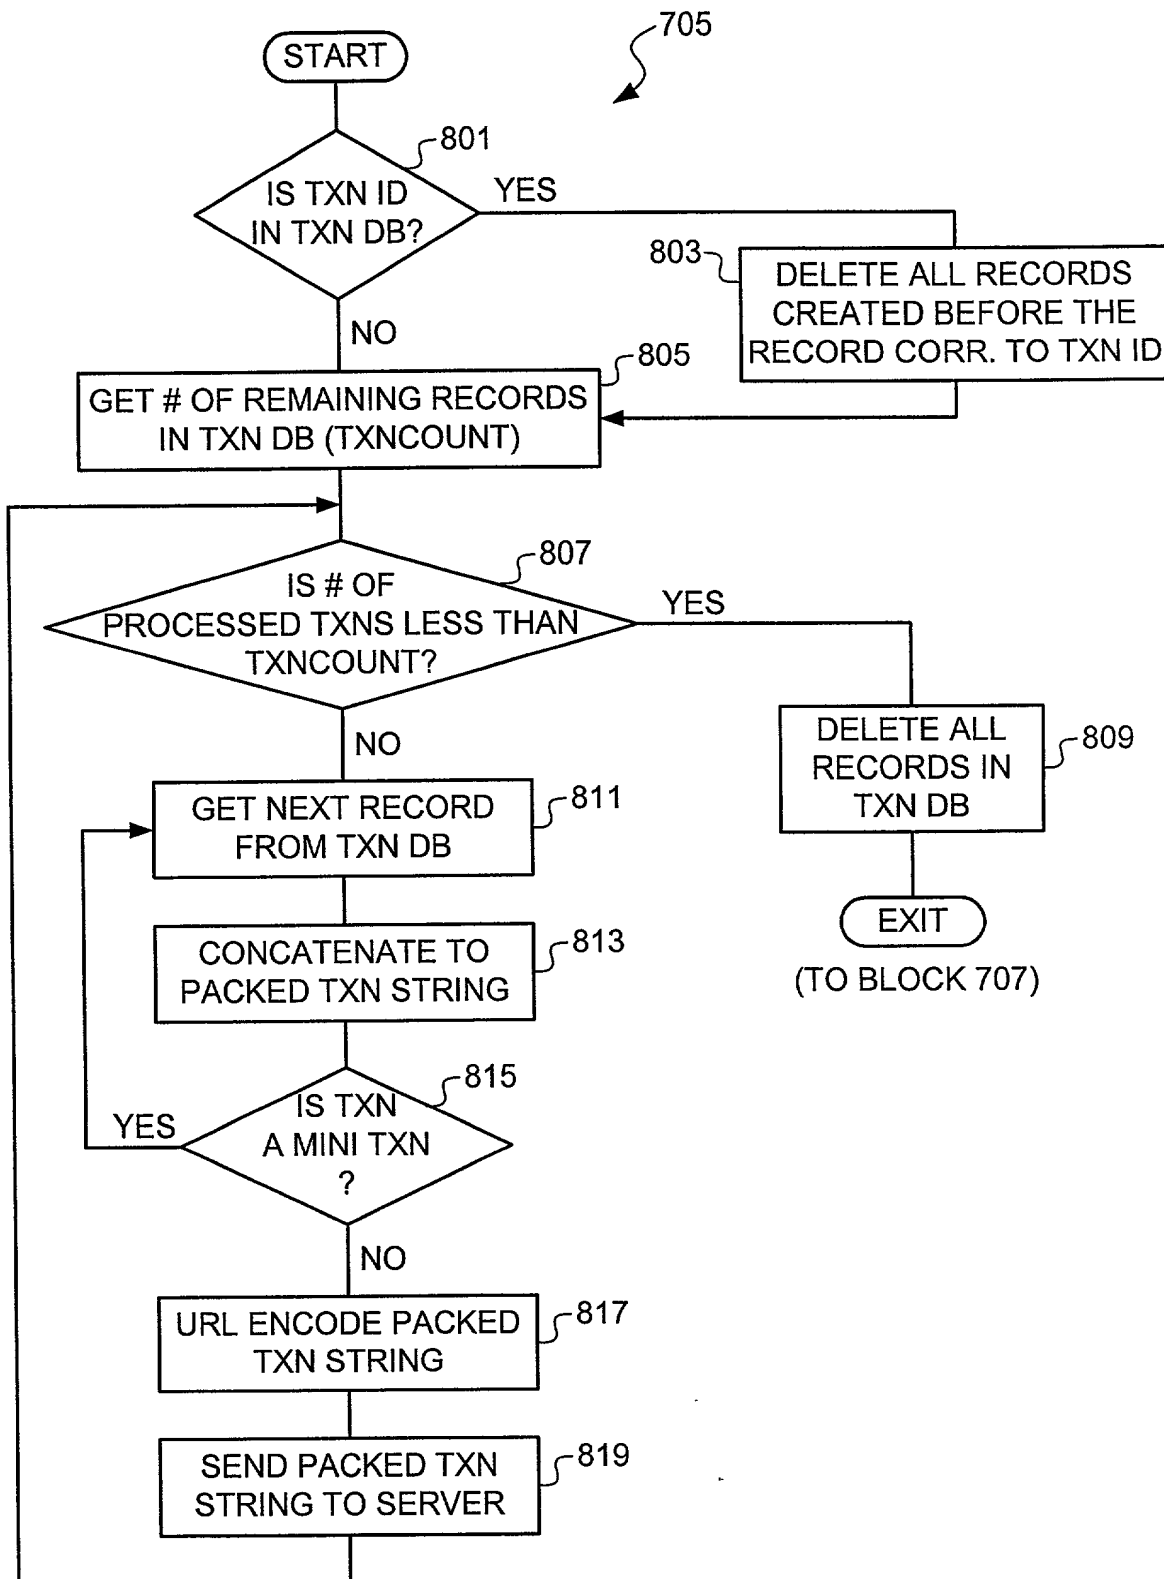 705
START
801
IS TXN ID
IN TXN DB?
YES
NO
803
DELETE ALL RECORDS
CREATED BEFORE THE
RECORD CORR. TO TXN ID
805
GET # OF REMAINING RECORDS
IN TXN DB (TXNCOUNT)
807
IS # OF
PROCESSED TXNS LESS THAN
TXNCOUNT?
YES
NO
809
DELETE ALL
RECORDS IN
TXN DB
EXIT
(TO BLOCK 707)
811
GET NEXT RECORD
FROM TXN DB
813
CONCATENATE TO
PACKED TXN STRING
815
IS TXN
A MINI TXN
?
YES
NO
817
URL ENCODE PACKED
TXN STRING
819
SEND PACKED TXN
STRING TO SERVER